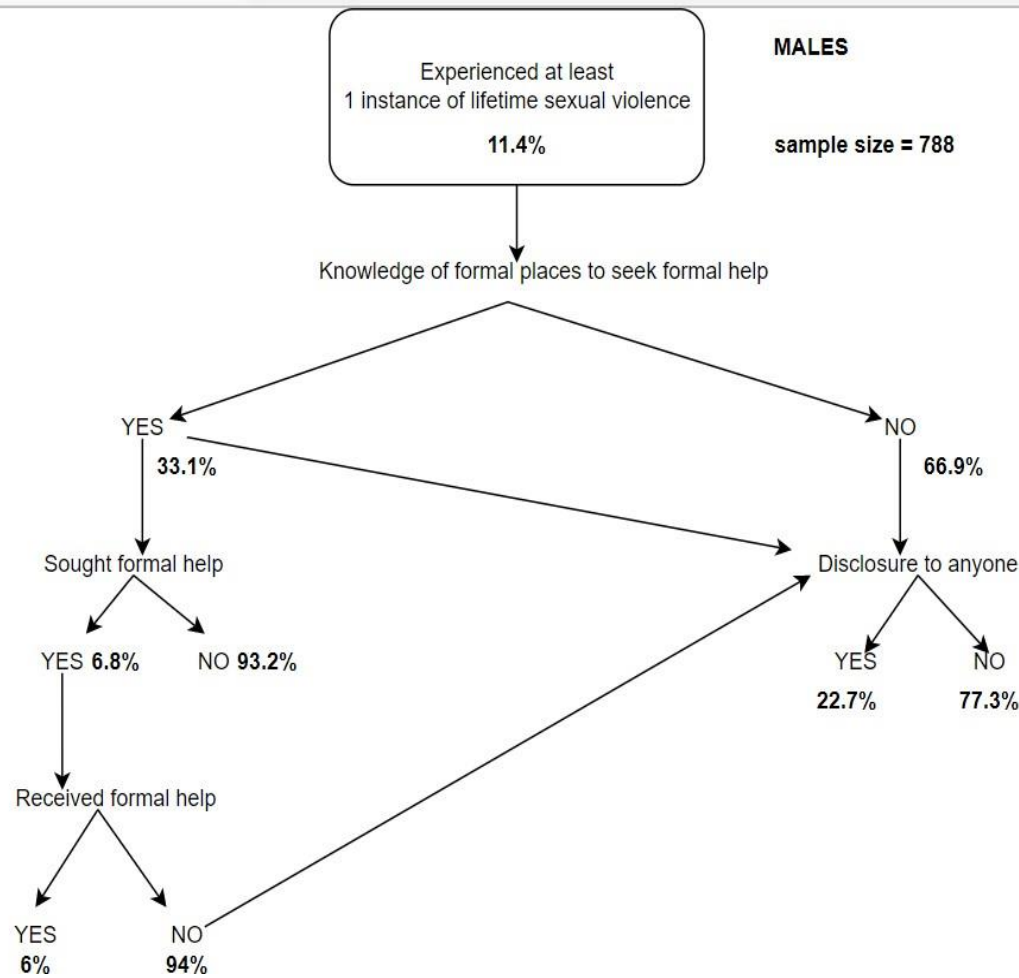 MALES
Experienced at least
1 instance of lifetime sexual violence
11.4%
sample size = 788
Knowledge of formal places to seek formal help
YES
NO
33.1%
66.9%
Sought formal help
Disclosure to anyone
YES 6.8%
NO 93.2%
YES
NO
22.7%
77.3%
Received formal help
YES
NO
6%
94%